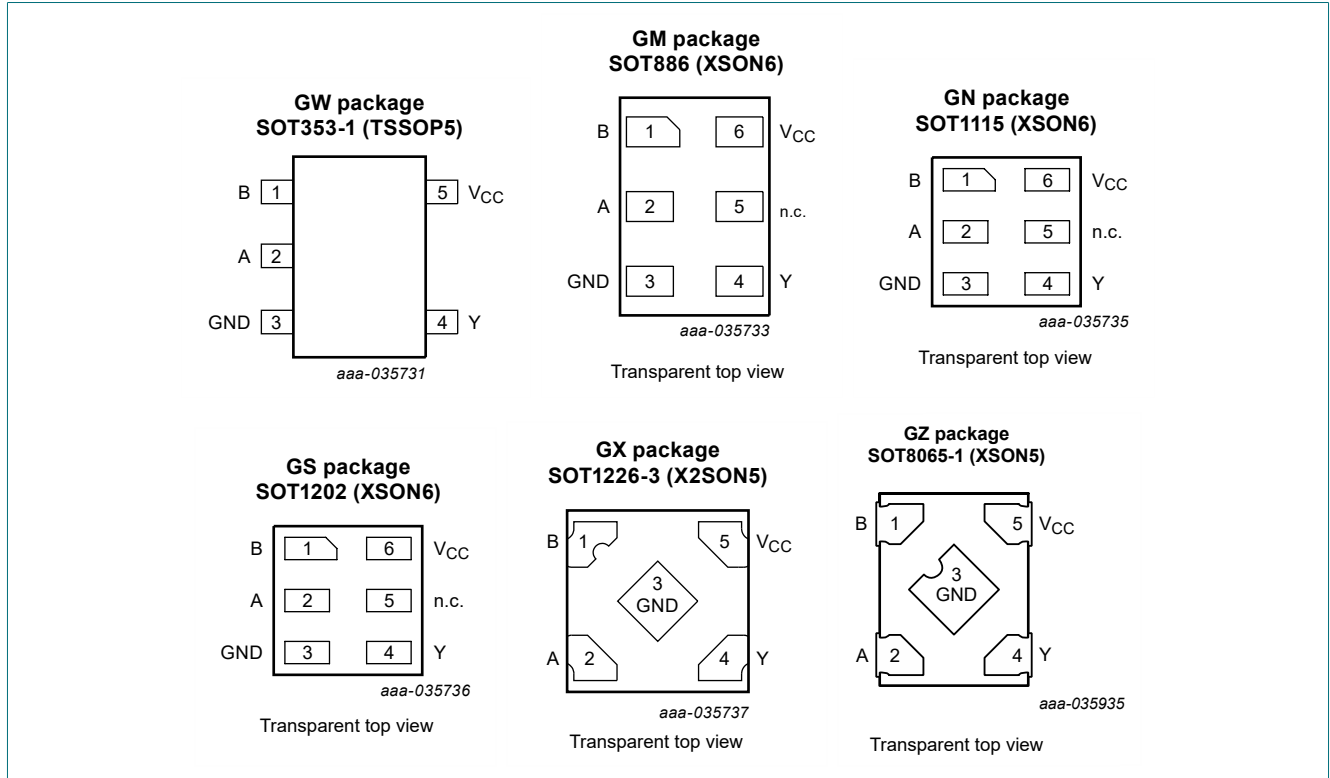 GW package
SOT353-1 (TSSOP5)
B 1
5 VCC
A 2
GND 3
4 Y
aaa-035731
GM package
SOT886 (XSON6)
B 1 6 VCC
A 2 5 n.c.
GND 3 4 Y
aaa-035733
Transparent top view
GN package
SOT1115 (XSON6)
B 1 6 VCC
A 2 5 n.c.
GND 3 4 Y
aaa-035735
Transparent top view
GS package
SOT1202 (XSON6)
B 1 6 VCC
A 2 5 n.c.
GND 3 4 Y
aaa-035736
Transparent top view
GX package
SOT1226-3 (X2SON5)
B 1 5 VCC
3
GND
A 2 4 Y
aaa-035737
Transparent top view
GZ package
SOT8065-1 (XSON5)
B 1 5 VCC
3
GND
A 2 4 Y
aaa-035935
Transparent top view